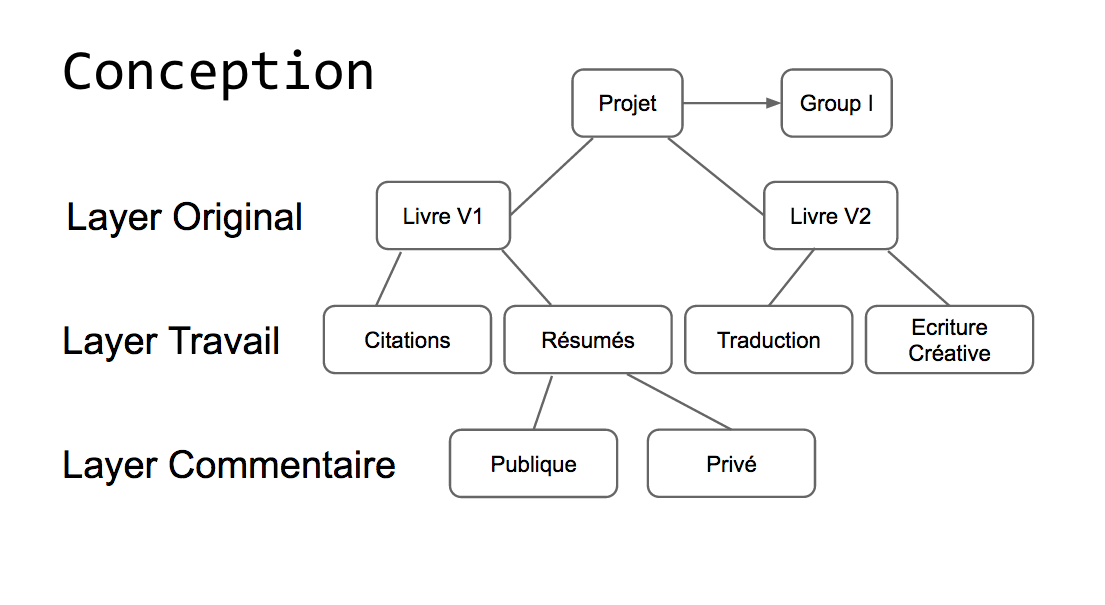 Conception
Projet
Group I
Layer Original
Livre V1
Livre V2
Layer Travail
Citations
Résumés
Traduction
Ecriture
Créative
Layer Commentaire
Publique
Privé